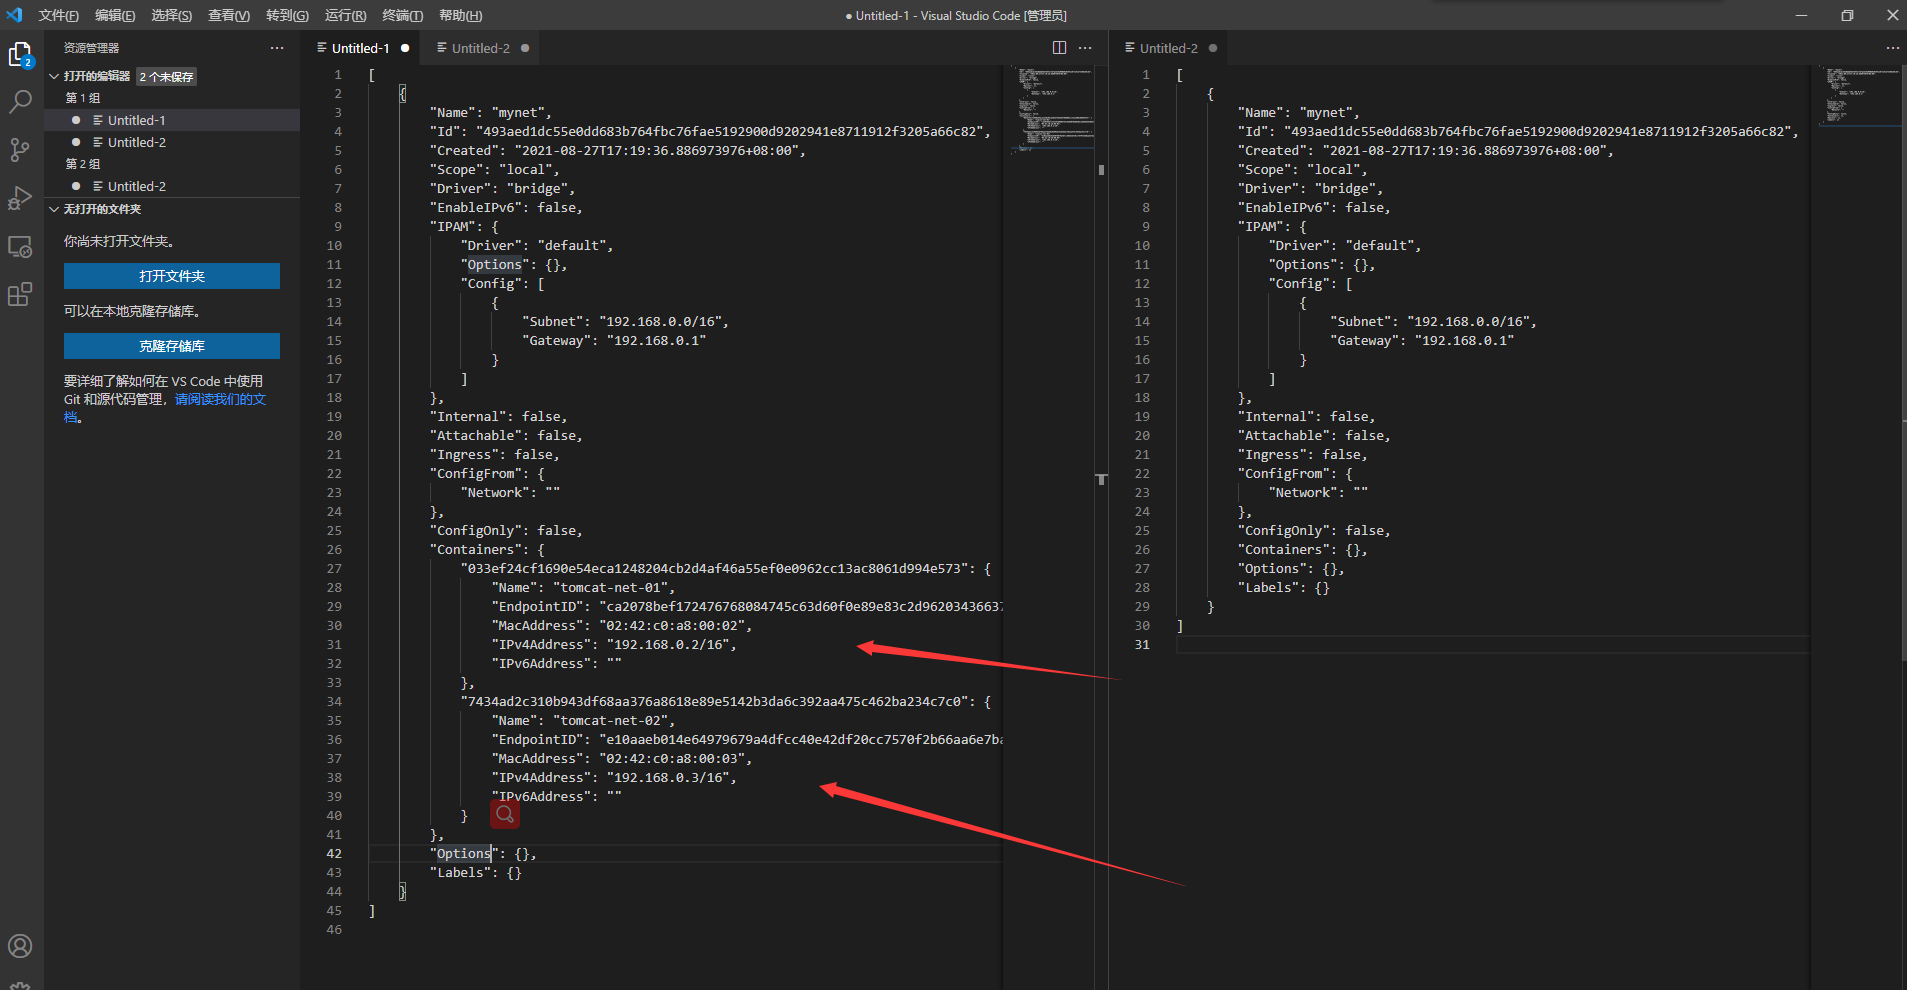 文件(F) 编辑(E) 选择(S) 查看(V) 转到(G) 运行(R) 终端(T) 帮助(H)
● Untitled-1 - Visual Studio Code [管理员]
资源管理器
打开的编辑器 2 个未保存
第 1 组
Untitled-1
Untitled-2
第 2 组
Untitled-2
无打开的文件夹
你尚未打开文件夹。
打开文件夹
可以在本地克隆存储库。
克隆存储库
要详细了解如何在 VS Code 中使用
Git 和源代码管理，请阅读我们的文
档。
2
Untitled-1 Untitled-2
1 [
2 {
3 "Name": "mynet",
4 "Id": "493aed1dc55e0dd683b764fbc76fae5192900d9202941e8711912f3205a66c82",
5 "Created": "2021-08-27T17:19:36.886973976+08:00",
6 "Scope": "local",
7 "Driver": "bridge",
8 "EnableIPv6": false,
9 "IPAM": {
10 "Driver": "default",
11 "Options": {},
12 "Config": [
13 {
14 "Subnet": "192.168.0.0/16",
15 "Gateway": "192.168.0.1"
16 }
17 ]
18 },
19 "Internal": false,
20 "Attachable": false,
21 "Ingress": false,
22 "ConfigFrom": {
23 "Network": ""
24 },
25 "ConfigOnly": false,
26 "Containers": {
27 "033ef24cf1690e54eca1248204cb2d4af46a55ef0e0962cc13ac8061d994e573": {
28 "Name": "tomcat-net-01",
29 "EndpointID": "ca2078bef172476768084745c63d60f0e89e83c2d96203436637
30 "MacAddress": "02:42:c0:a8:00:02",
31 "IPv4Address": "192.168.0.2/16",
32 "IPv6Address": ""
33 },
34 "7434ad2c310b943df68aa376a8618e89e5142b3da6c392aa475c462ba234c7c0": {
35 "Name": "tomcat-net-02",
36 "EndpointID": "e10aaeb014e64979679a4dfcc40e42df20cc7570f2b66aa6e7ba
37 "MacAddress": "02:42:c0:a8:00:03",
38 "IPv4Address": "192.168.0.3/16",
39 "IPv6Address": ""
40 }
41 },
42 "Options": {},
43 "Labels": {}
44 }
45 ]
46
Untitled-2
1 [
2 {
3 "Name": "mynet",
4 "Id": "493aed1dc55e0dd683b764fbc76fae5192900d9202941e8711912f3205a66c82",
5 "Created": "2021-08-27T17:19:36.886973976+08:00",
6 "Scope": "local",
7 "Driver": "bridge",
8 "EnableIPv6": false,
9 "IPAM": {
10 "Driver": "default",
11 "Options": {},
12 "Config": [
13 {
14 "Subnet": "192.168.0.0/16",
15 "Gateway": "192.168.0.1"
16 }
17 ]
18 },
19 "Internal": false,
20 "Attachable": false,
21 "Ingress": false,
22 "ConfigFrom": {
23 "Network": ""
24 },
25 "ConfigOnly": false,
26 "Containers": {},
27 "Options": {},
28 "Labels": {}
29 }
30 ]
31